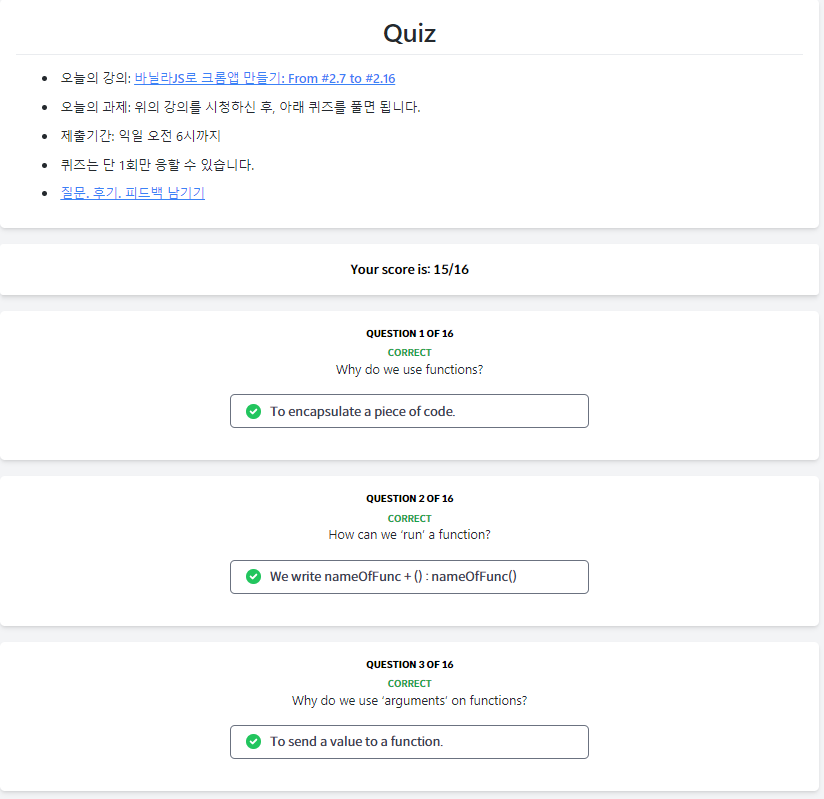 Quiz
오늘의 강의: 바닐라JS로 크롬앱 만들기: From #2.7 to #2.16
오늘의 과제: 위의 강의를 시청하신 후, 아래 퀴즈를 풀면 됩니다.
제출기간: 익일 오전 6시까지
퀴즈는 단 1회만 응할 수 있습니다.
질문. 후기. 피드백 남기기
Your score is: 15/16
QUESTION 1 OF 16
CORRECT
Why do we use functions?
To encapsulate a piece of code.
QUESTION 2 OF 16
CORRECT
How can we ‘run’ a function?
We write nameOfFunc + () : nameOfFunc()
QUESTION 3 OF 16
CORRECT
Why do we use ‘arguments’ on functions?
To send a value to a function.